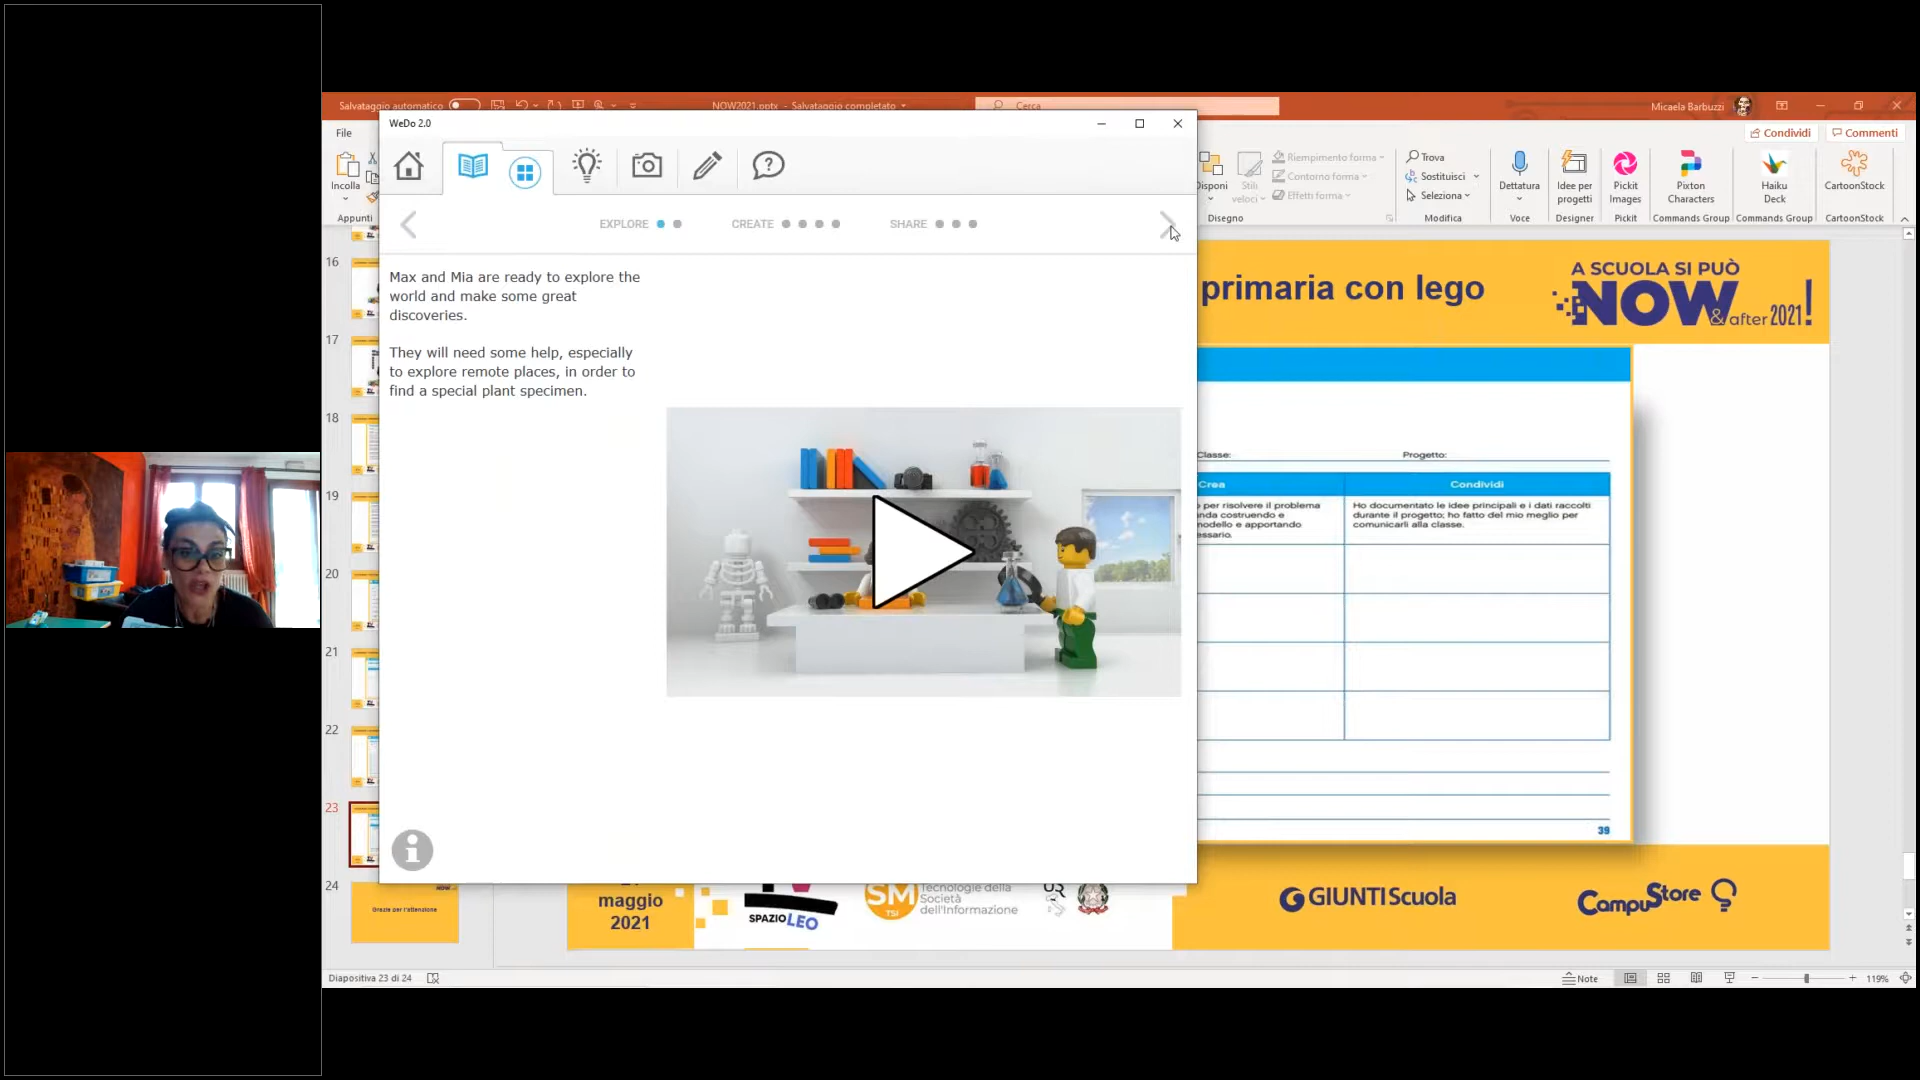 Salvataggio automatico
NOW2021.pptx - Salvataggio completato
Cerca
Micaela Barbuzzi
WeDo 2.0
File
Condividi
Commenti
Incolla
Appunti
Disponi
Stili
veloci
Riempimento forma
Contorno forma
Effetti forma
Disegno
Trova
Sostituisci
Seleziona
Modifica
Dettatura
Voce
Idee per
progetti
Designer
Pickit
Images
Pickit
Pixton
Characters
Commands Group
Haiku
Deck
Commands Group
CartoonStock
CartoonStock
EXPLORE
CREATE
SHARE
Max and Mia are ready to explore the
world and make some great
discoveries.
They will need some help, especially
to explore remote places, in order to
find a special plant specimen.
16
17
18
19
20
21
22
23
24
Grazie per l'attenzione
primaria con lego
A SCUOLA SI PUÒ
NOW
& after 2021!
Classe:
Progetto:
Crea
Condividi
per risolvere il problema
nda costruendo e
modello e apportando
essario.
Ho documentato le idee principali e i dati raccolti
durante il progetto; ho fatto del mio meglio per
comunicarli alla classe.
39
maggio
2021
SPAZIO LEO
SM
TSI
Tecnologie della
Società
dell'Informazione
UR
GIUNTI Scuola
CampuStore
Diapositiva 23 di 24
Note
119%